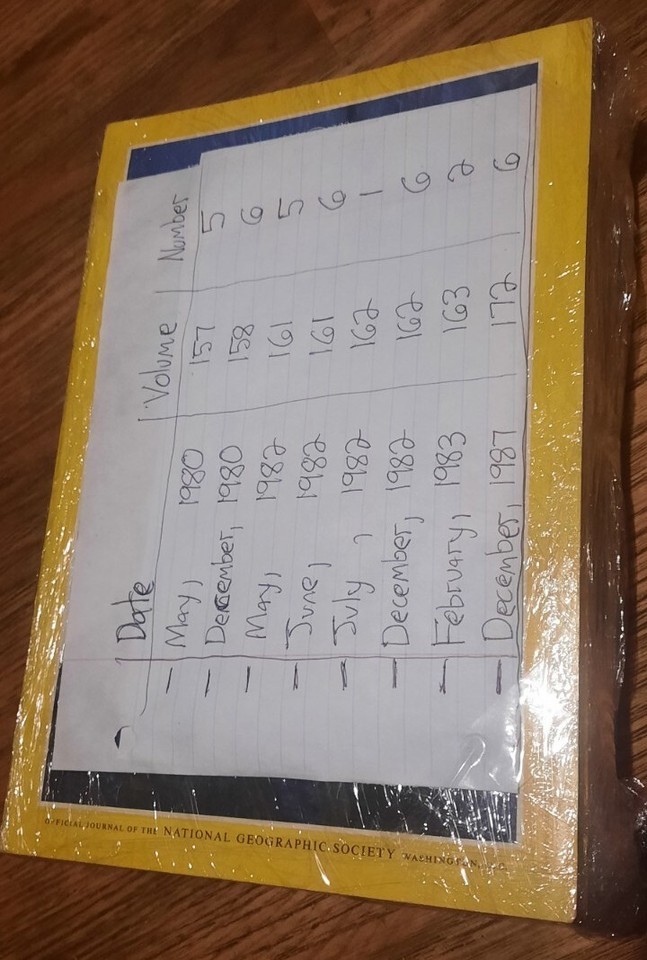 Date | Volume | Number
- May, 1980 157 5
- December, 1980 158 6
- May, 1982 161 5
- June, 1982 161 6
- July, 1982 162 1
- December, 1982 162 6
- February, 1983 163 2
- December, 1987 172 6
OFFICIAL JOURNAL OF THE NATIONAL GEOGRAPHIC SOCIETY WASHINGTON,